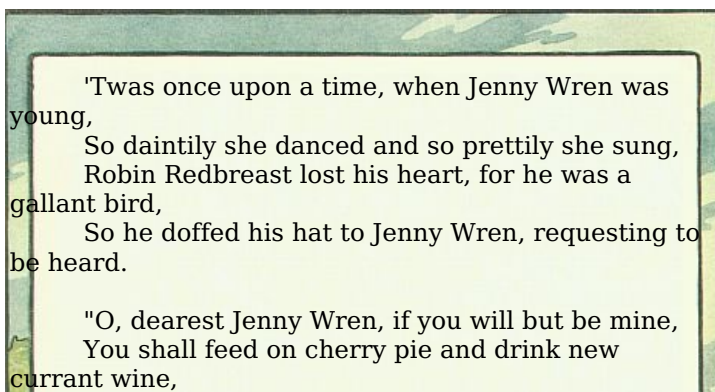 'Twas once upon a time, when Jenny Wren was
young,
So daintily she danced and so prettily she sung,
Robin Redbreast lost his heart, for he was a
gallant bird,
So he doffed his hat to Jenny Wren, requesting to
be heard.
"O, dearest Jenny Wren, if you will but be mine,
You shall feed on cherry pie and drink new
currant wine,